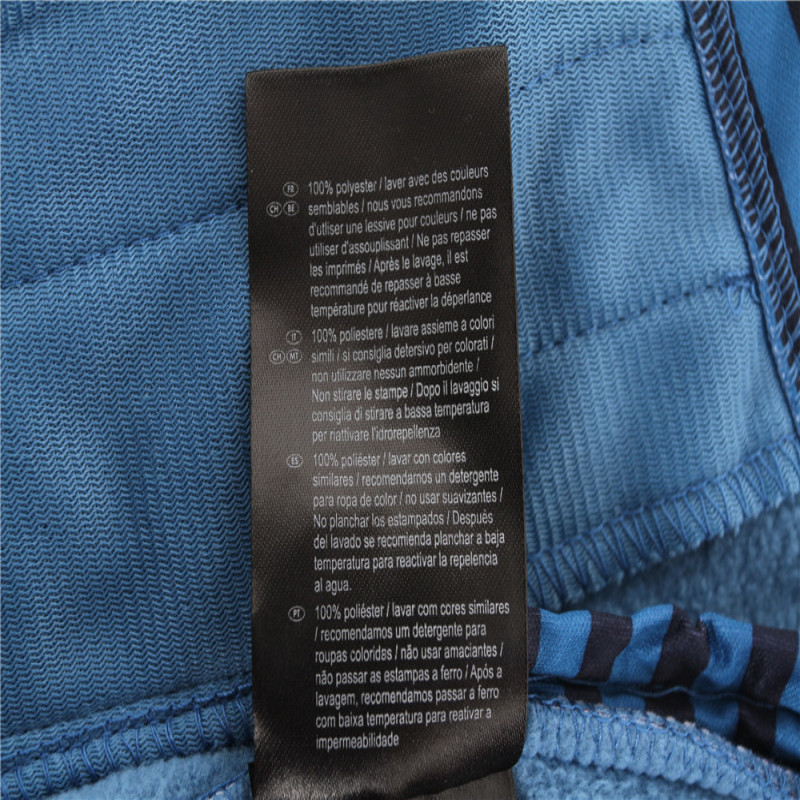 FR 100% polyester / laver avec des couleurs
CH BE semblables / nous vous recommandons
d'utliser une lessive pour couleurs / ne pas
utiliser d'assouplissant / Ne pas repasser
les imprimés / Après le lavage, il est
recommandé de repasser à basse
température pour réactiver la déperlance
IT 100% poliestere / lavare assieme a colori
CH MT simili / si consiglia detersivo per colorati /
non utilizzare nessun ammorbidente /
Non stirare le stampe / Dopo il lavaggio si
consiglia di stirare a bassa temperatura
per riattivare l'idrorepellenza
ES 100% poliéster / lavar con colores
similares / recomendamos un detergente
para ropa de color / no usar suavizantes /
No planchar los estampados / Después
del lavado se recomienda planchar a baja
temperatura para reactivar la repelencia
al agua.
PT 100% poliéster / lavar com cores similares
/ recomendamos um detergente para
roupas coloridas / não usar amaciantes /
não passar as estampas a ferro / Após a
lavagem, recomendamos passar a ferro
com baixa temperatura para reativar a
impermeabilidade